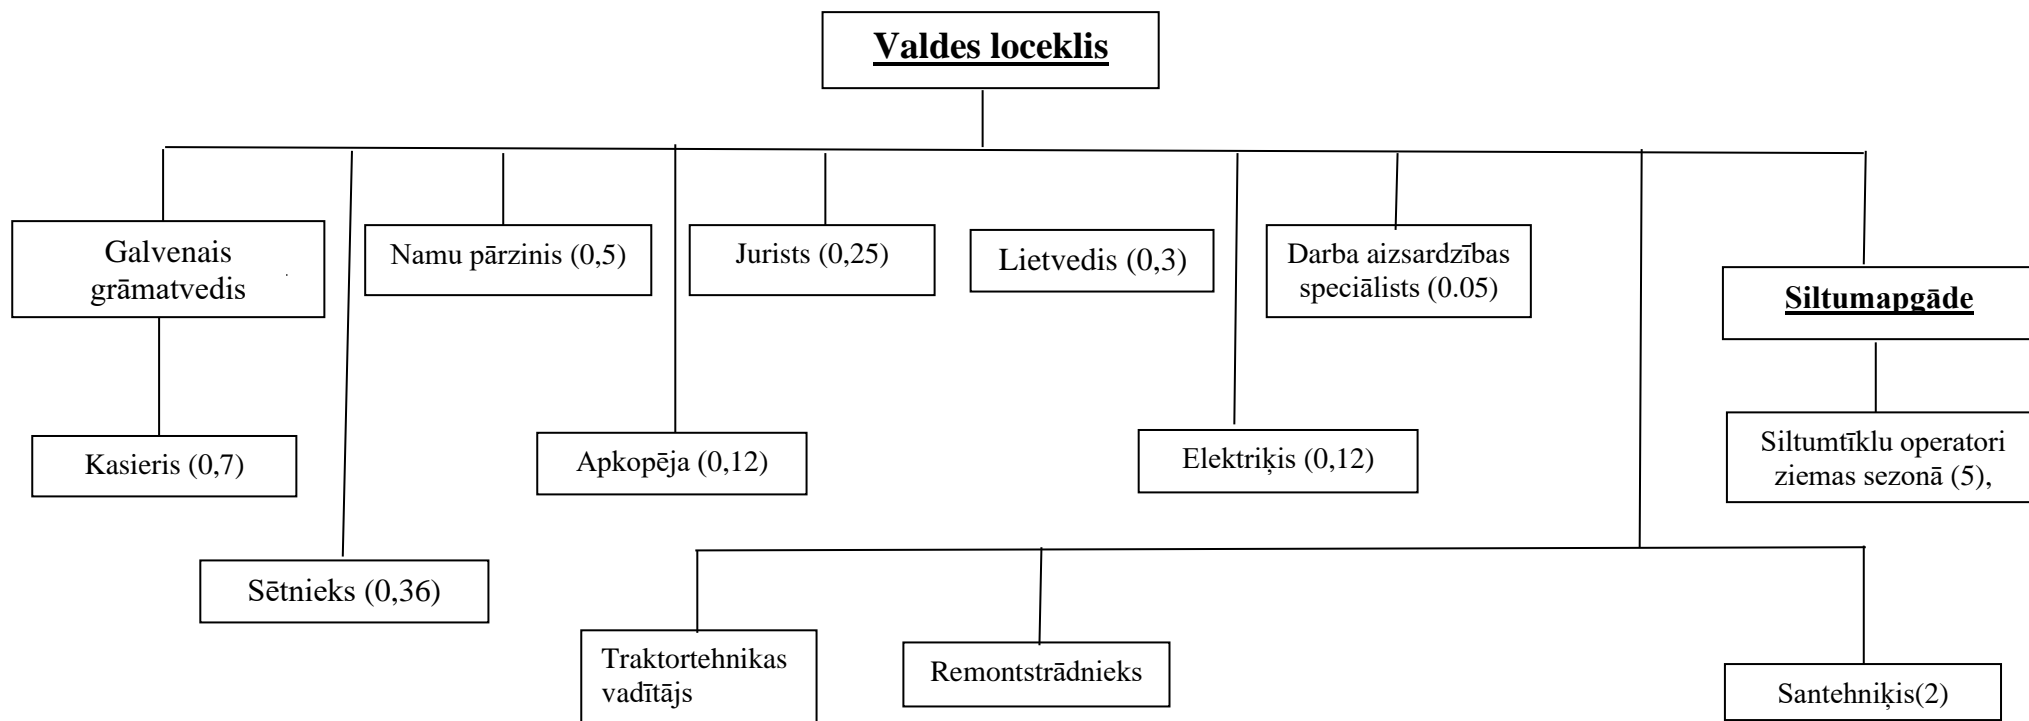 Valdes loceklis
Galvenais
grāmatvedis
Namu pārzinis (0,5)
Jurists (0,25)
Lietvedis (0,3)
Darba aizsardzības
speciālists (0.05)
Siltumapgāde
Kasieris (0,7)
Apkopēja (0,12)
Elektriķis (0,12)
Siltumtīklu operatori
ziemas sezonā (5),
Sētnieks (0,36)
Traktortehnikas
vadītājs
Remontstrādnieks
Santehniķis(2)